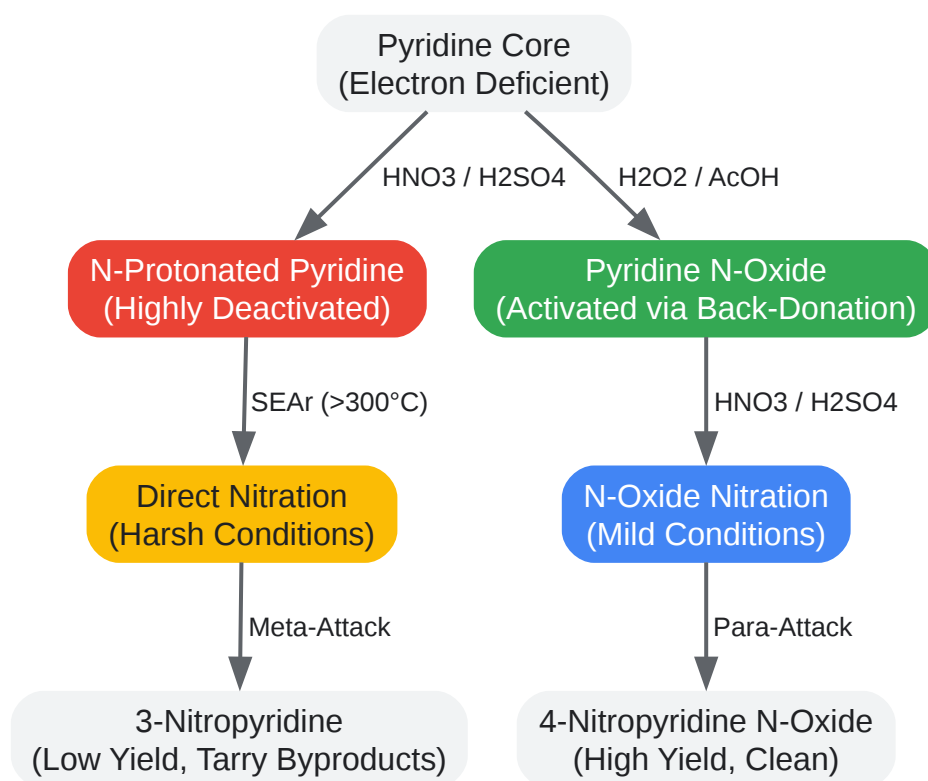 Pyridine Core
(Electron Deficient)
HNO3 / H2SO4
H2O2 / AcOH
N-Protonated Pyridine
(Highly Deactivated)
Pyridine N-Oxide
(Activated via Back-Donation)
SEAr (>300°C)
HNO3 / H2SO4
Direct Nitration
(Harsh Conditions)
N-Oxide Nitration
(Mild Conditions)
Meta-Attack
Para-Attack
3-Nitropyridine
(Low Yield, Tarry Byproducts)
4-Nitropyridine N-Oxide
(High Yield, Clean)